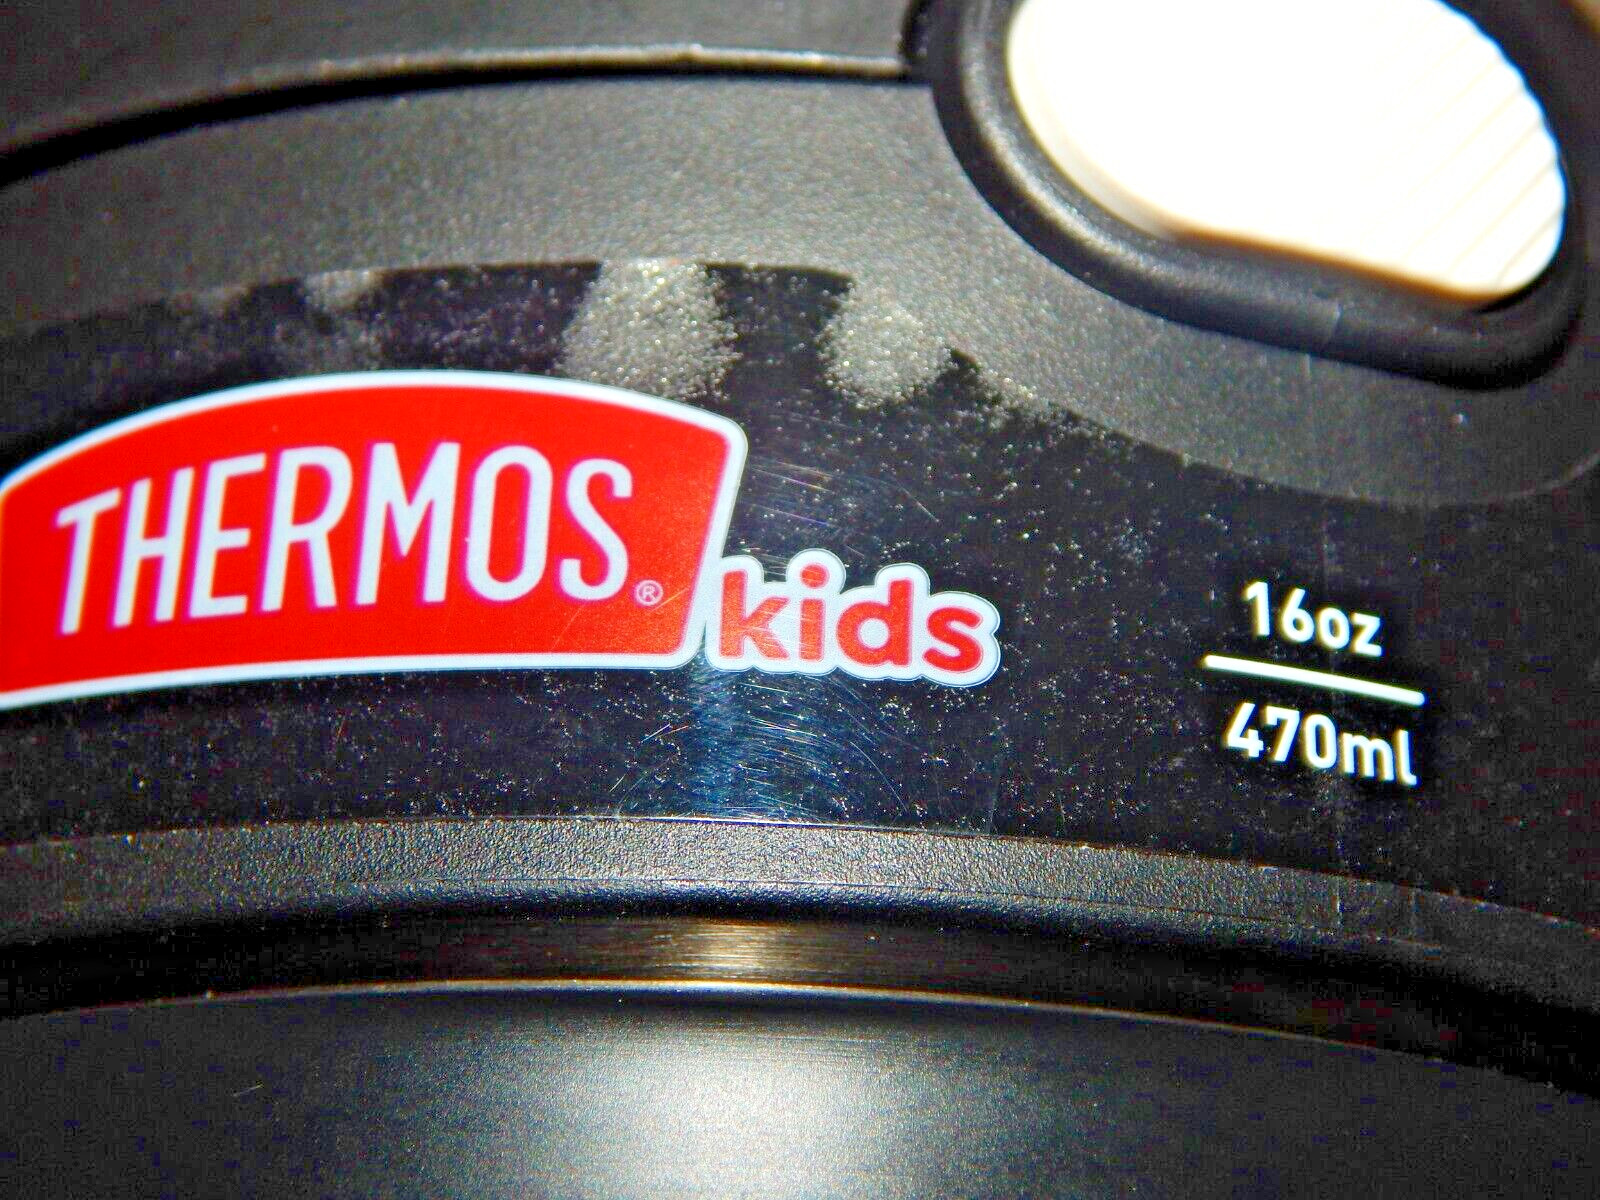 THERMOS®
kids
16oz
470ml